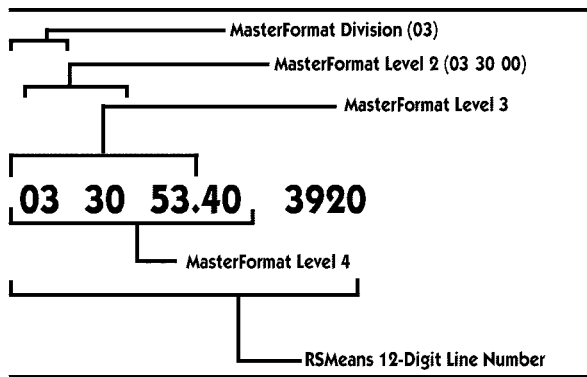 MasterFormat Division (03)
MasterFormat Level 2 (03 30 00)
MasterFormat Level 3
03 30 53.40 3920
MasterFormat Level 4
RSMeans 12-Digit Line Number